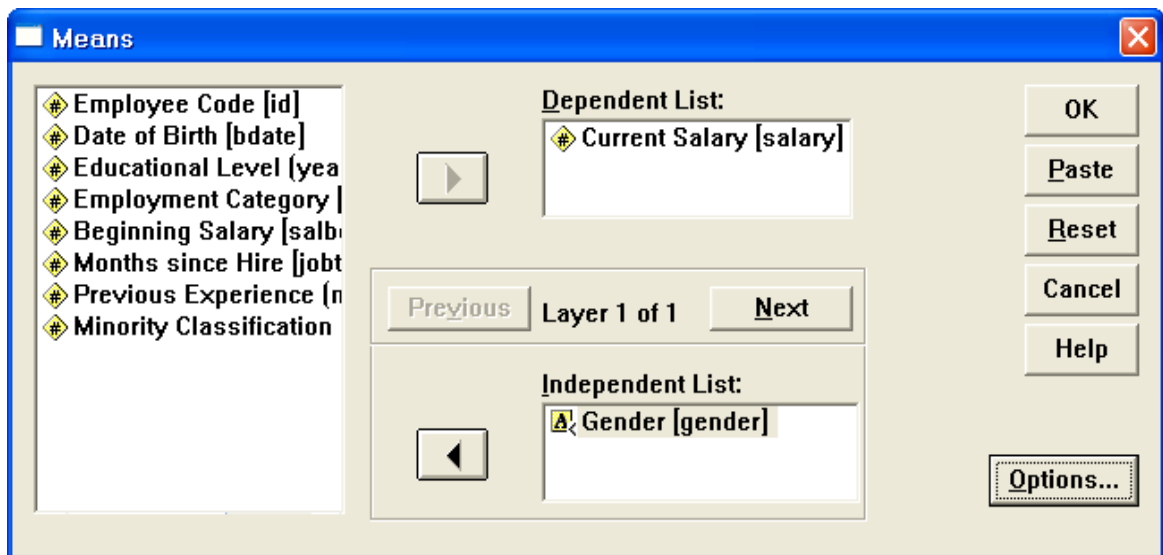 Means
Employee Code [id]
Date of Birth [bdate]
Educational Level (yea
Employment Category [
Beginning Salary [salb
Months since Hire [jobt
Previous Experience (n
Minority Classification
Dependent List:
Current Salary [salary]
Previous
Layer 1 of 1
Next
Independent List:
Gender [gender]
OK
Paste
Reset
Cancel
Help
Options...